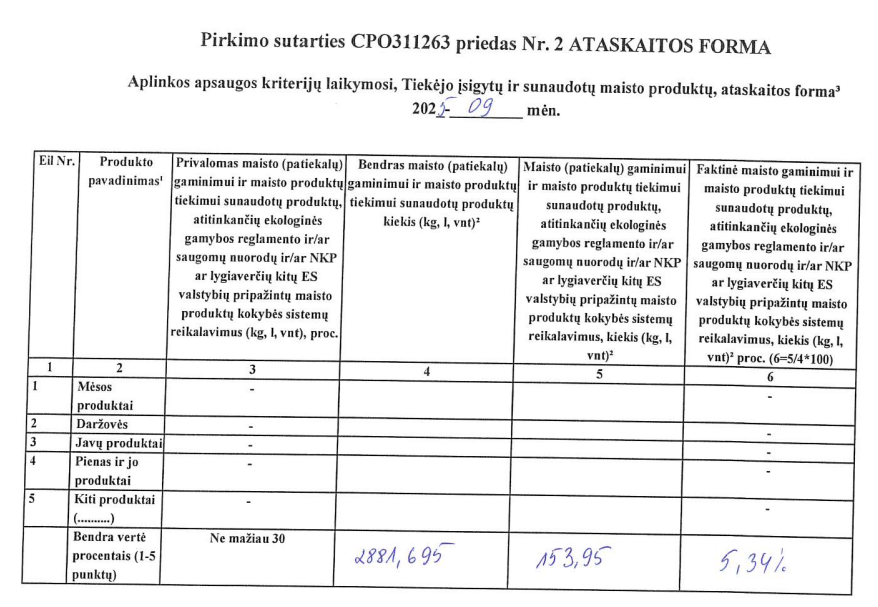 Pirkimo sutarties CPO311263 priedas Nr. 2 ATASKAITOS FORMA
Aplinkos apsaugos kriterijų laikymosi, Tiekėjo įsigytų ir sunaudotų maisto produktų, ataskaitos forma³
2025-09 mėn.
Eil Nr.
Produkto
pavadinimas¹
Privalomas maisto (patiekalų)
gaminimui ir maisto produktų
tiekimui sunaudotų produktų,
atitinkančių ekologinės
gamybos reglamento ir/ar
saugomų nuorodų ir/ar NKP
ar lygiaverčių kitų ES
valstybių pripažintų maisto
produktų kokybės sistemų
reikalavimus (kg, l, vnt), proc.
Bendras maisto (patiekalų)
gaminimui ir maisto produktų
tiekimui sunaudotų produktų
kiekis (kg, l, vnt)²
Maisto (patiekalų) gaminimui
ir maisto produktų tiekimui
sunaudotų produktų,
atitinkančių ekologinės
gamybos reglamento ir/ar
saugomų nuorodų ir/ar NKP
ar lygiaverčių kitų ES
valstybių pripažintų maisto
produktų kokybės sistemų
reikalavimus, kiekis (kg, l,
vnt)²
Faktinė maisto gaminimui ir
maisto produktų tiekimui
sunaudotų produktų,
atitinkančių ekologinės
gamybos reglamento ir/ar
saugomų nuorodų ir/ar NKP
ar lygiaverčių kitų ES
valstybių pripažintų maisto
produktų kokybės sistemų
reikalavimus, kiekis (kg, l,
vnt)² proc. (6=5/4*100)
1 2 3 4 5 6
1 Mėsos
produktai - -
2 Daržovės - -
3 Javų produktai - -
4 Pienas ir jo
produktai - -
5 Kiti produktai
(..........) - -
Bendra vertė
procentais (1-5
punktų)
Ne mažiau 30
2881,695
153,95
5,34%